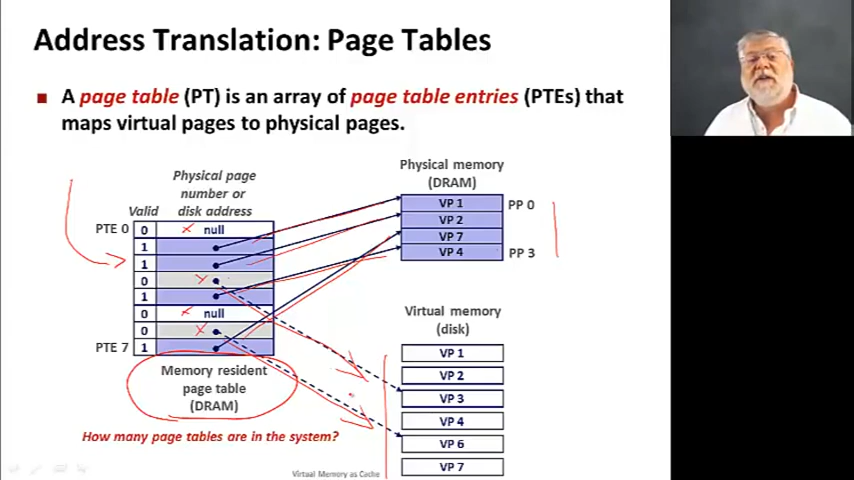 Address Translation: Page Tables
A page table (PT) is an array of page table entries (PTEs) that
maps virtual pages to physical pages.
Physical page
number or
disk address
Valid
PTE 0
0
null
1
1
0
1
0
null
0
PTE 7
1
Memory resident
page table
(DRAM)
Physical memory
(DRAM)
VP 1
PP 0
VP 2
VP 7
VP 4
PP 3
Virtual memory
(disk)
VP 1
VP 2
VP 3
VP 4
VP 6
VP 7
How many page tables are in the system?
Virtual Memory as Cache